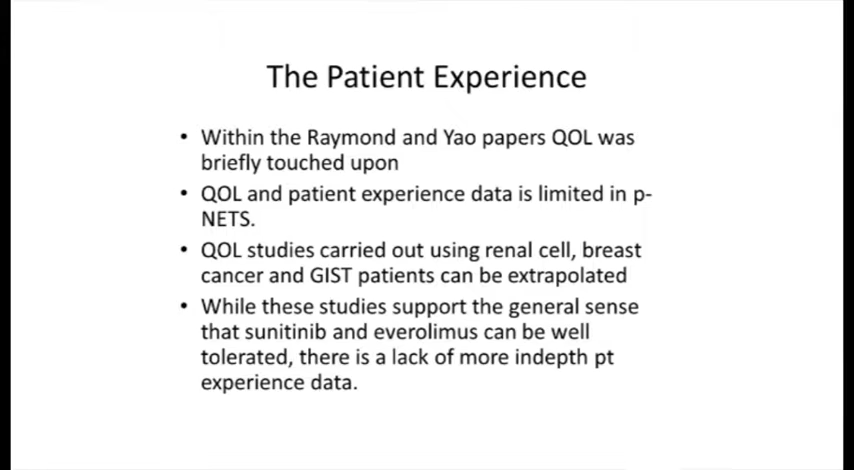 The Patient Experience
• Within the Raymond and Yao papers QOL was
briefly touched upon
• QOL and patient experience data is limited in p-
NETS.
• QOL studies carried out using renal cell, breast
cancer and GIST patients can be extrapolated
• While these studies support the general sense
that sunitinib and everolimus can be well
tolerated, there is a lack of more indepth pt
experience data.